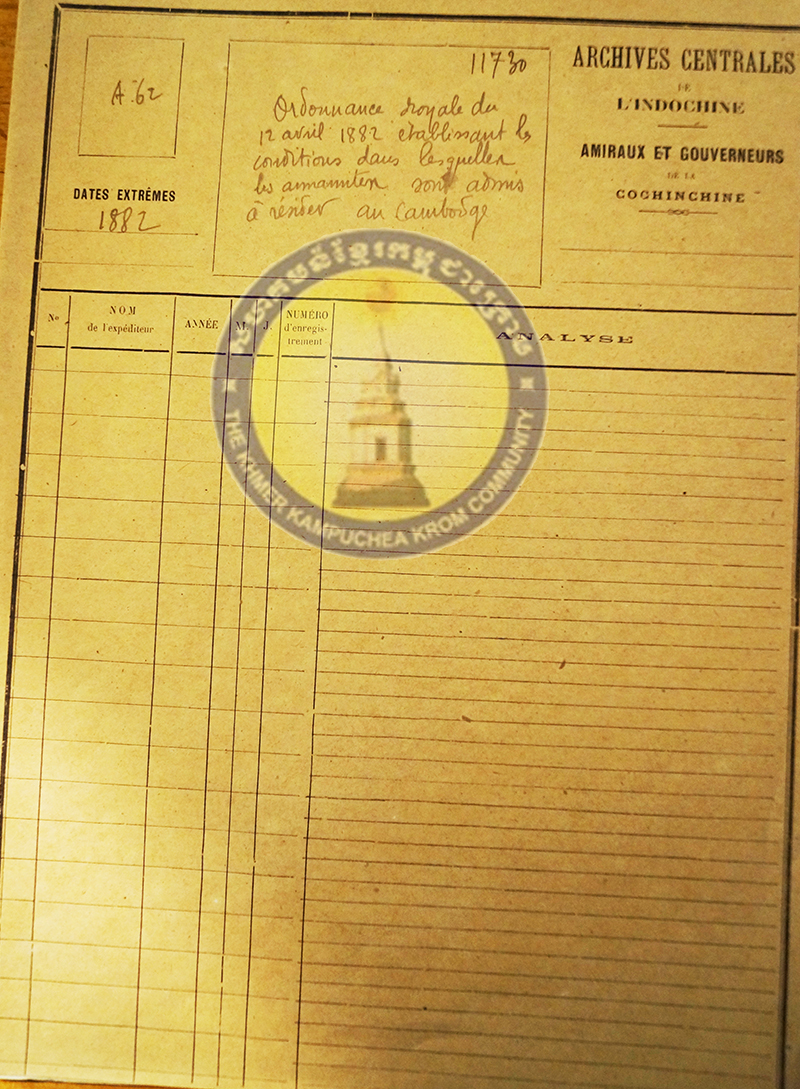 A-62
DATES EXTRÊMES
1882
11730
Ordonnance royale du
12 avril 1882 établissant les
conditions dans lesquelles
les annamites sont admis
à résider au Cambodge
ARCHIVES CENTRALES
DE
L'INDOCHINE
AMIRAUX ET GOUVERNEURS
DE LA
COCHINCHINE
No
NOM
de l'expéditeur
ANNÉE
M.
J.
NUMÉRO
d'enregis-
trement
ANALYSE
THE KHMER KAMPUCHEA KROM COMMUNITY